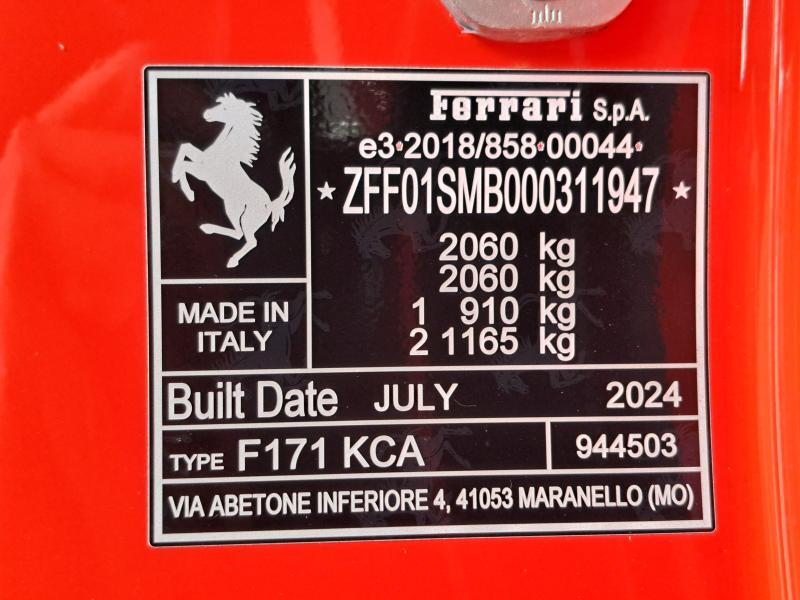 Ferrari S.p.A.
e3*2018/858*00044*
★ ZFF01SMB000311947 ★
2060 kg
2060 kg
1 910 kg
2 1165 kg
MADE IN
ITALY
Built Date JULY 2024
TYPE F171 KCA 944503
VIA ABETONE INFERIORE 4, 41053 MARANELLO (MO)